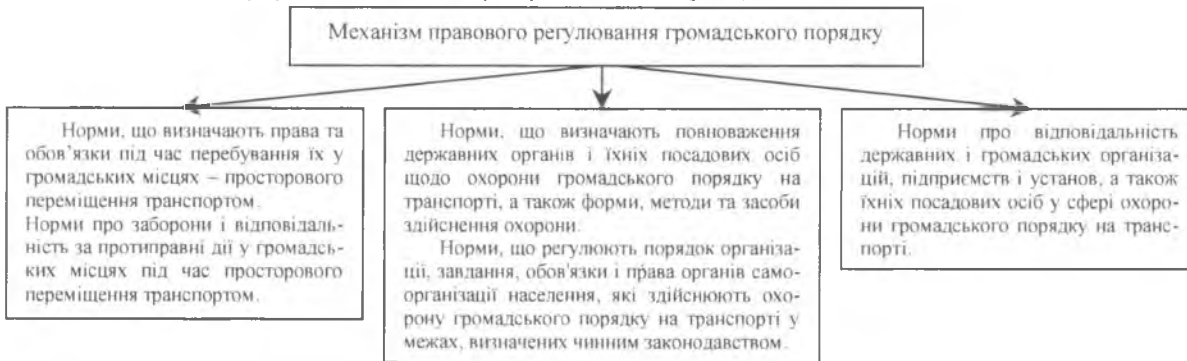 Механізм правового регулювання громадського порядку
Норми, що визначають права та
обов'язки під час перебування їх у
громадських місцях – просторового
переміщення транспортом.
Норми про заборони і відповідаль-
ність за протиправні дії у громадсь-
ких місцях під час просторового
переміщення транспортом.
Норми, що визначають повноваження
державних органів і їхніх посадових осіб
щодо охорони громадського порядку на
транспорті, а також форми, методи та засоби
здійснення охорони.
Норми, що регулюють порядок організа-
ції, завдання, обов'язки і права органів само-
організації населення, які здійснюють охо-
рону громадського порядку на транспорті у
межах, визначених чинним законодавством.
Норми про відповідальність
державних і громадських організа-
цій, підприємств і установ, а також
їхніх посадових осіб у сфері охоро-
ни громадського порядку на транс-
порті.